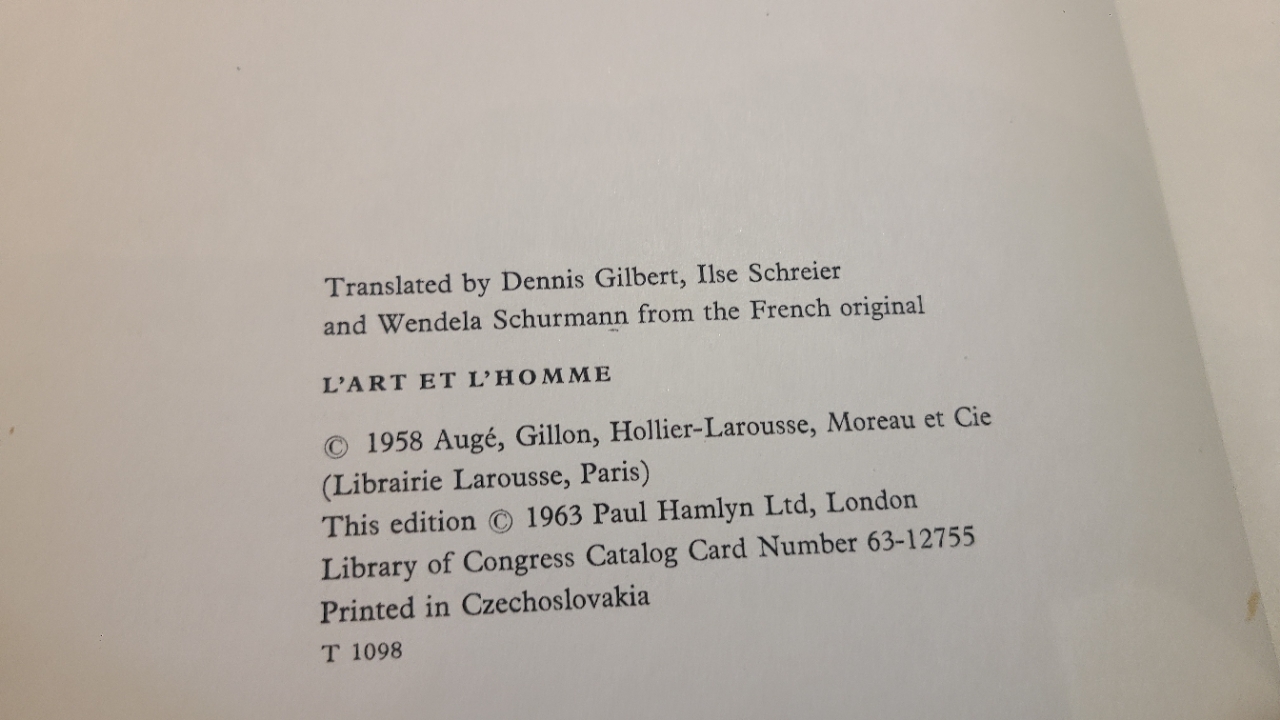 Translated by Dennis Gilbert, Ilse Schreier
and Wendela Schurmann from the French original
L'ART ET L'HOMME
© 1958 Augé, Gillon, Hollier-Larousse, Moreau et Cie
(Librairie Larousse, Paris)
This edition © 1963 Paul Hamlyn Ltd, London
Library of Congress Catalog Card Number 63-12755
Printed in Czechoslovakia
T 1098